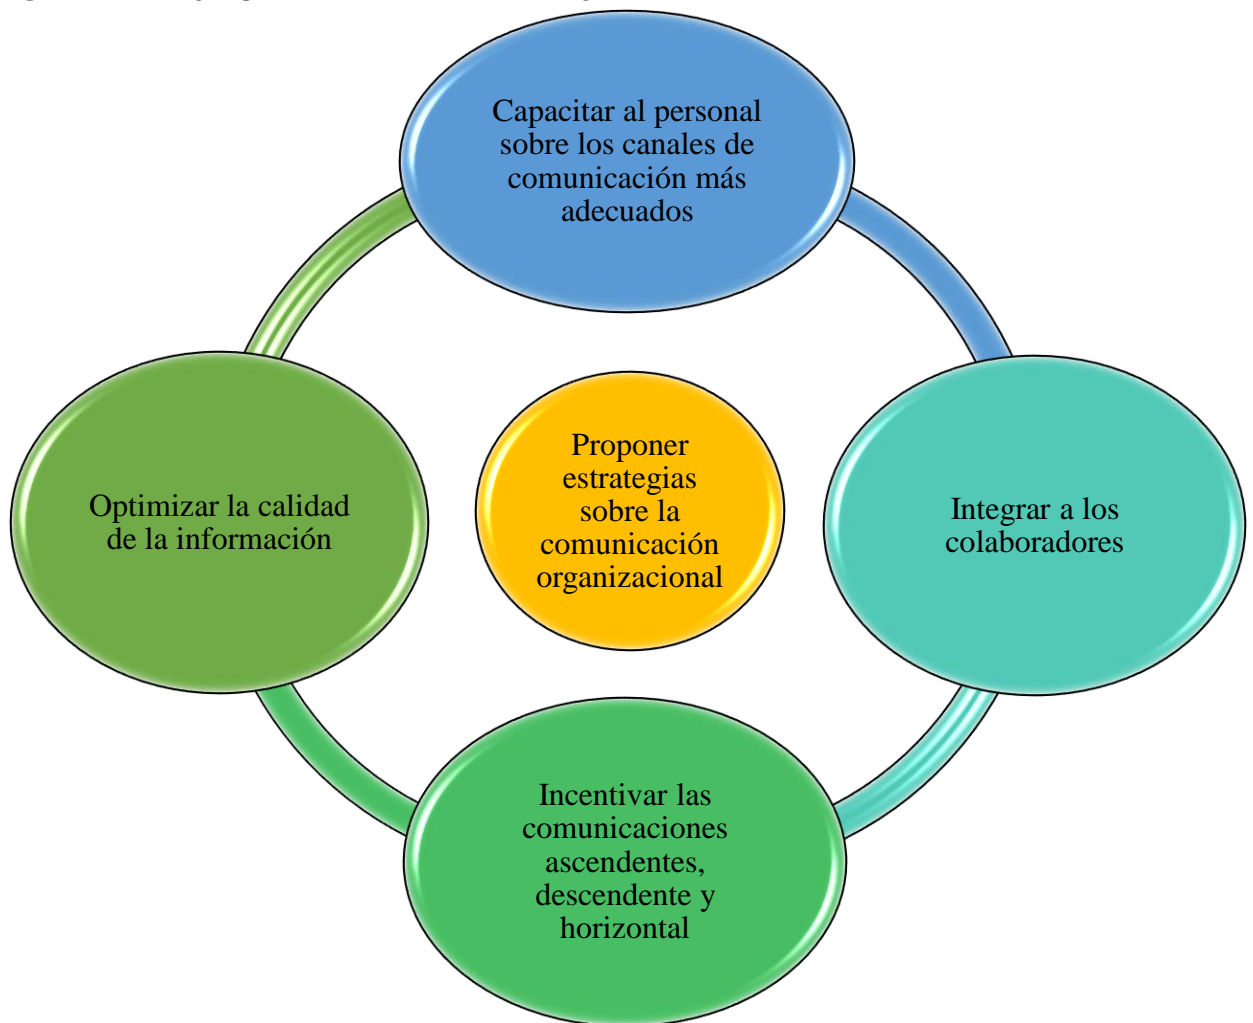 Capacitar al personal
sobre los canales de
comunicación más
adecuados
Optimizar la calidad
de la información
Proponer
estrategias
sobre la
comunicación
organizacional
Integrar a los
colaboradores
Incentivar las
comunicaciones
ascendentes,
descendente y
horizontal